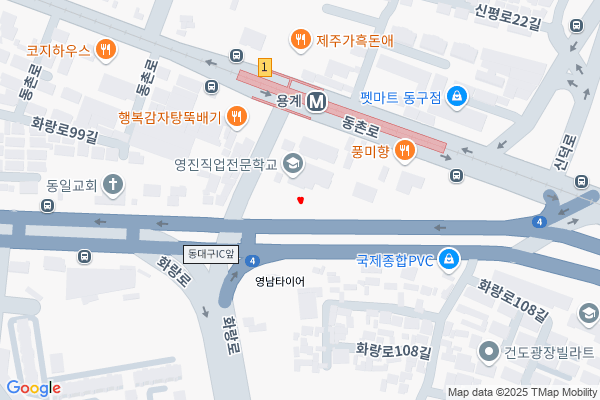 신평로22길
코지하우스
제주가흑돈애
1
동촌로
동촌로
펫마트 동구점
용계
M
행복감자탕뚝배기
동촌로
화랑로99길
신덕로
풍미향
영진직업전문학교
동일교회
4
동대구IC앞
4
국제종합PVC
화랑로
영남타이어
화랑로108길
화랑로
화랑로108길
건도광장빌라트
Google
Map data ©2025 TMap Mobility